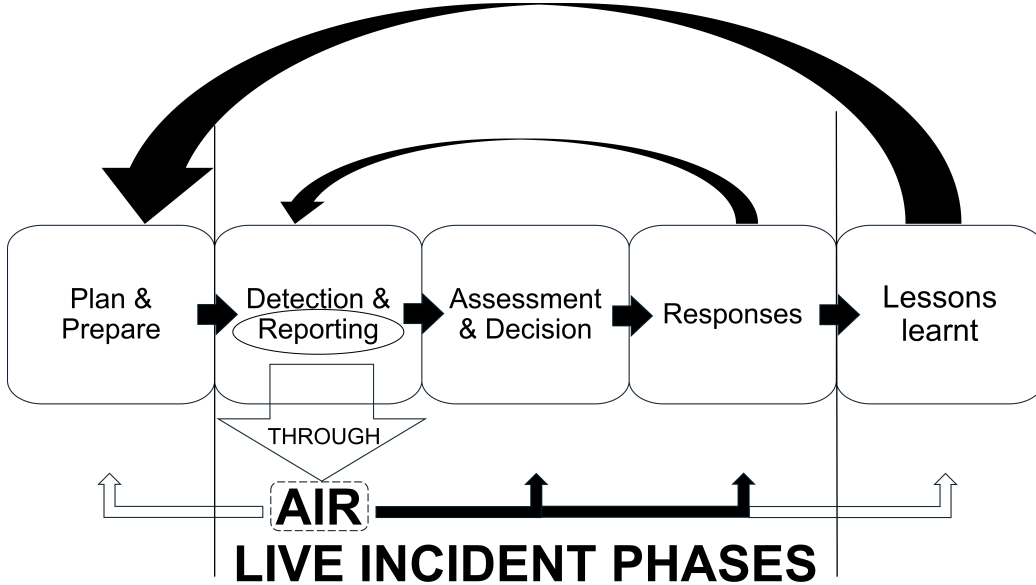 Plan &
Prepare
Detection &
Reporting
Assessment
& Decision
Responses
Lessons
learnt
THROUGH
AIR
LIVE INCIDENT PHASES